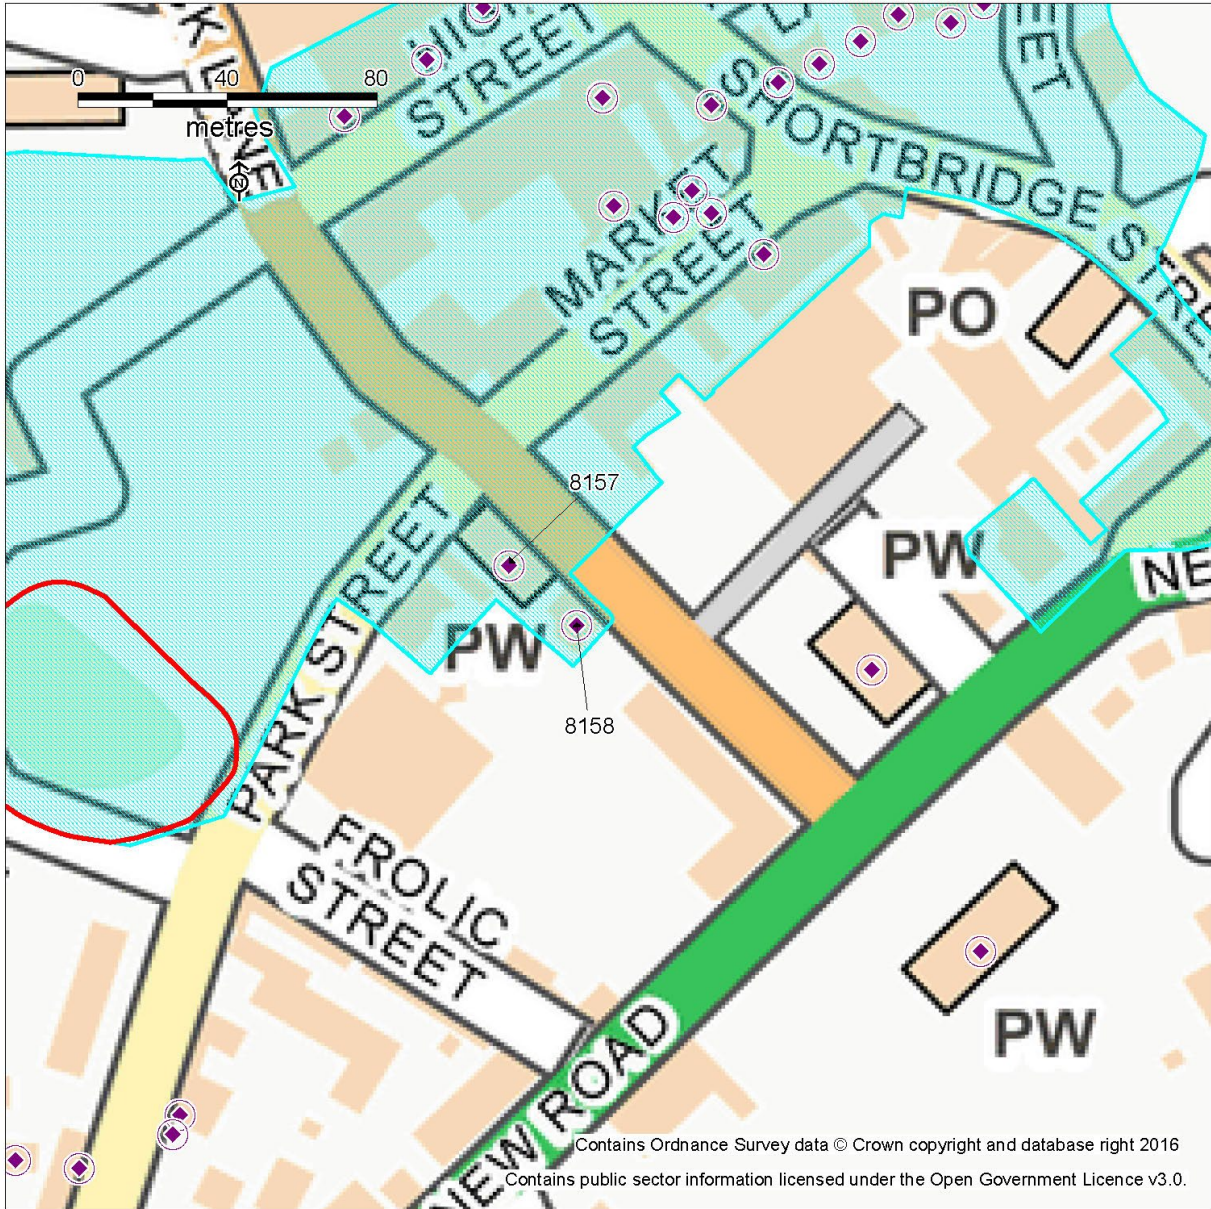 HIGH
STREET
0 40 80
metres
N
SHORTBRIDGE STREET
MARKET
STREET
PO
8157
PW
PARK STREET
PW
8158
FROLIC
STREET
PW
NEW ROAD
Contains Ordnance Survey data © Crown copyright and database right 2016
Contains public sector information licensed under the Open Government Licence v3.0.